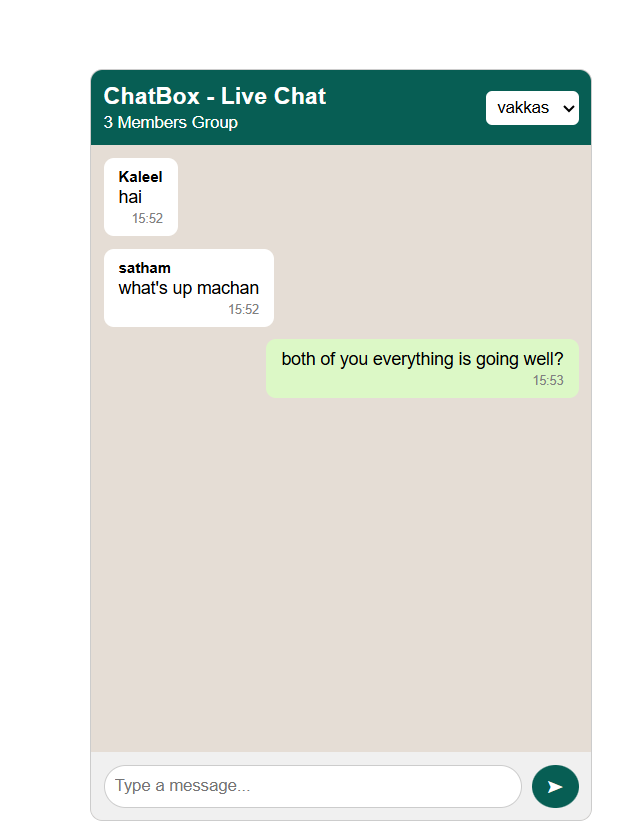 ChatBox - Live Chat
3 Members Group
vakkas
Kaleel
hai
15:52
satham
what's up machan
15:52
both of you everything is going well?
15:53
Type a message...